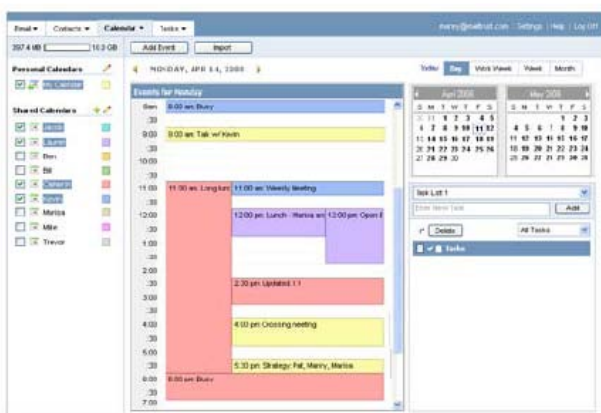 Email ▾ Contacts ▾ Calendar ▾ Tasks ▾
Settings | Help | Log Off
10.3 GB
Add Event Import
Personal Calendars
My Calendar
Shared Calendars
Lauren
Ben
Bill
Cameron
Kevin
Marisa
Mike
Trevor
MONDAY, APR 14, 2008
Today Day Work Week Week Month
Events for Monday
8am 8:00 am: Busy
:30
9:00 9:00 am: Talk w/ Kevin
:30
10:00
:30
11:00 11:00 am: Long lunc 11:00 am: Weekly meeting
:30
12:00 12:00 pm: Lunch - Marisa an 12:00 pm: Open E
:30
1:00
:30
2:00
:30 2:30 pm: Updated: 1:1
3:00
:30
4:00 4:00 pm: Crossing meeting
:30
5:00
:30 5:30 pm: Strategy: Pat, Manny, Marisa
6:00 6:00 pm: Busy
:30
7:00
April 2008 May 2008
S M T W T F S S M T W T F S
30 31 1 2 3 4 5 1 2 3
6 7 8 9 10 11 12 4 5 6 7 8 9 10
13 14 15 16 17 18 19 11 12 13 14 15 16 17
20 21 22 23 24 25 26 18 19 20 21 22 23 24
27 28 29 30 25 26 27 28 29 30 31
Task List 1
Enter New Task Add
Delete All Tasks
Tasks